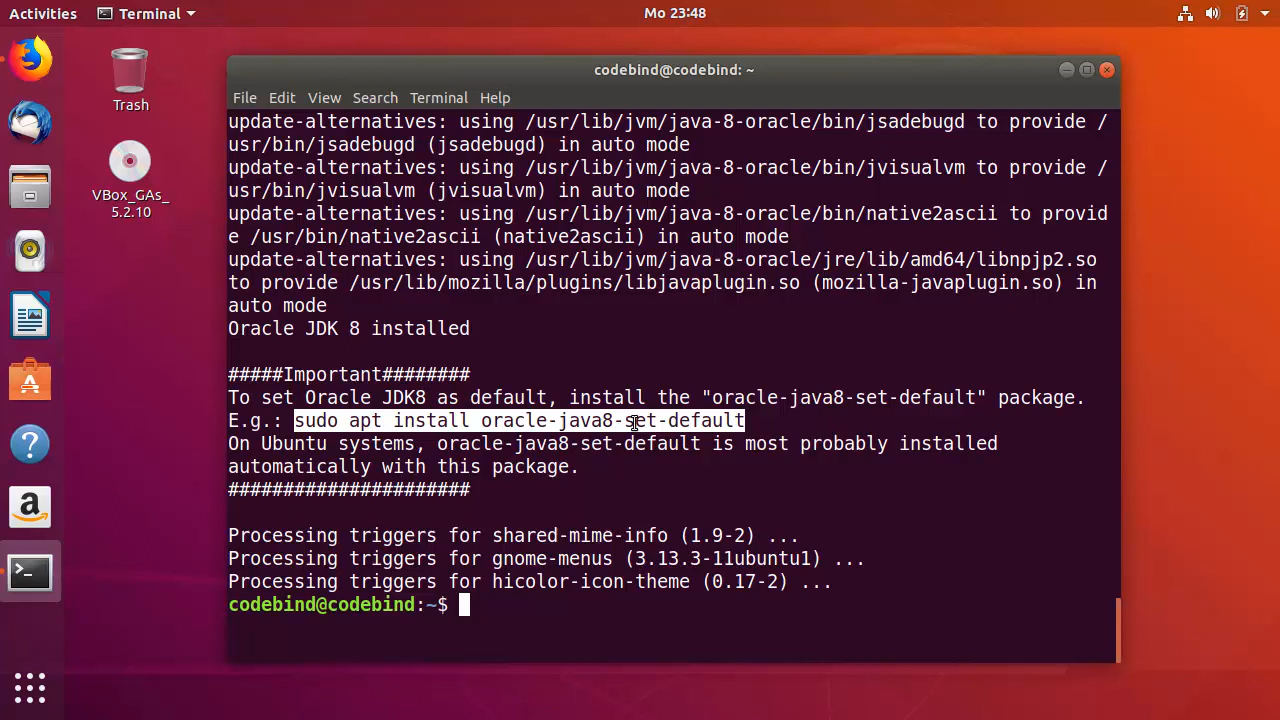 Activities Terminal Mo 23:48
Trash
VBox_GAs_
5.2.10
codebind@codebind: ~
File Edit View Search Terminal Help
update-alternatives: using /usr/lib/jvm/java-8-oracle/bin/jsadebugd to provide /
usr/bin/jsadebugd (jsadebugd) in auto mode
update-alternatives: using /usr/lib/jvm/java-8-oracle/bin/jvisualvm to provide /
usr/bin/jvisualvm (jvisualvm) in auto mode
update-alternatives: using /usr/lib/jvm/java-8-oracle/bin/native2ascii to provid
e /usr/bin/native2ascii (native2ascii) in auto mode
update-alternatives: using /usr/lib/jvm/java-8-oracle/jre/lib/amd64/libnpjp2.so
to provide /usr/lib/mozilla/plugins/libjavaplugin.so (mozilla-javaplugin.so) in
auto mode
Oracle JDK 8 installed
#####Important########
To set Oracle JDK8 as default, install the "oracle-java8-set-default" package.
E.g.: sudo apt install oracle-java8-set-default
On Ubuntu systems, oracle-java8-set-default is most probably installed
automatically with this package.
######################
Processing triggers for shared-mime-info (1.9-2) ...
Processing triggers for gnome-menus (3.13.3-11ubuntu1) ...
Processing triggers for hicolor-icon-theme (0.17-2) ...
codebind@codebind:~$